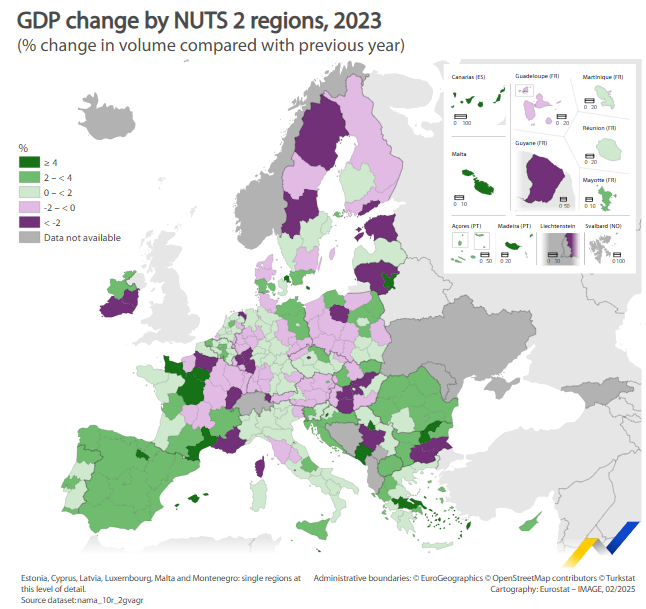 GDP change by NUTS 2 regions, 2023
(% change in volume compared with previous year)
%
≥ 4
2 – < 4
0 – < 2
-2 – < 0
< -2
Data not available
Canarias (ES)
0 100
Guadeloupe (FR)
0 20
Martinique (FR)
0 20
Malta
0 10
Guyane (FR)
0 50
Réunion (FR)
0 20
Mayotte (FR)
0 10
Açores (PT)
0 50
Madeira (PT)
0 20
Liechtenstein
0 10
Svalbard (NO)
0 100
Estonia, Cyprus, Latvia, Luxembourg, Malta and Montenegro: single regions at
this level of detail.
Source dataset: nama_10r_2gvagr
Administrative boundaries: © EuroGeographics © OpenStreetMap contributors © Turkstat
Cartography: Eurostat – IMAGE, 02/2025